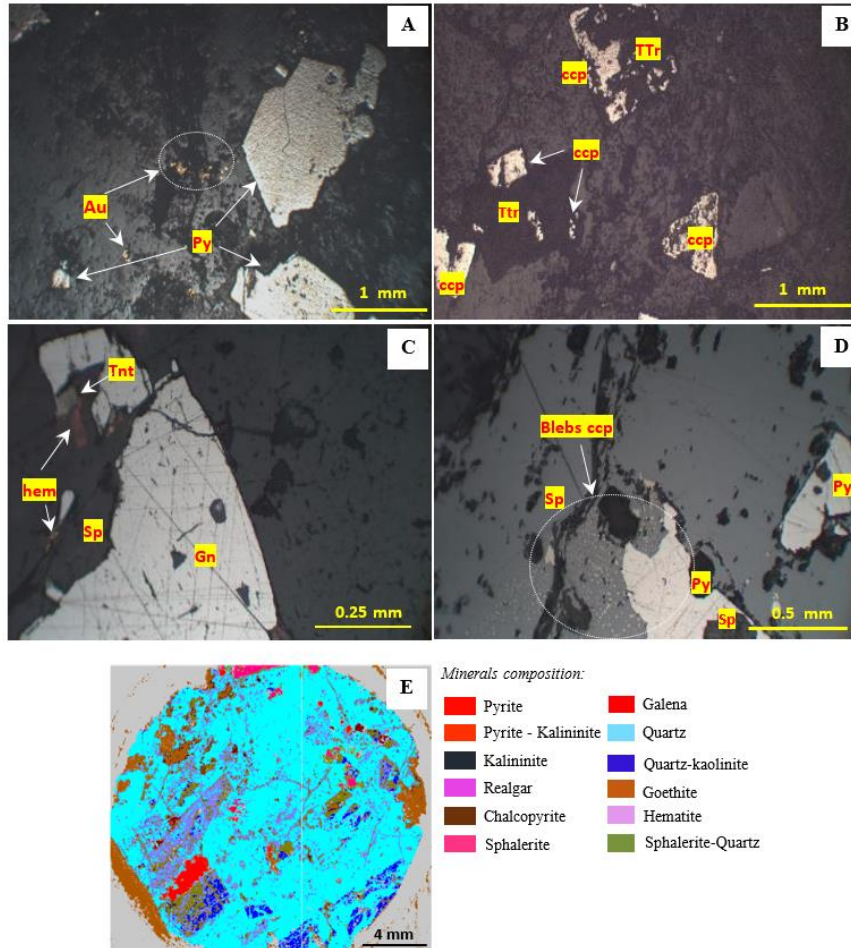 A
Au
Py
1 mm
B
TTr
ccp
ccp
Ttr
ccp
ccp
1 mm
C
Tnt
hem
Sp
Gn
0.25 mm
D
Blebs ccp
Sp
Py
Py
Sp
0.5 mm
E
4 mm
Minerals composition:
Pyrite
Pyrite - Kalininite
Kalininite
Realgar
Chalcopyrite
Sphalerite
Galena
Quartz
Quartz-kaolinite
Goethite
Hematite
Sphalerite-Quartz